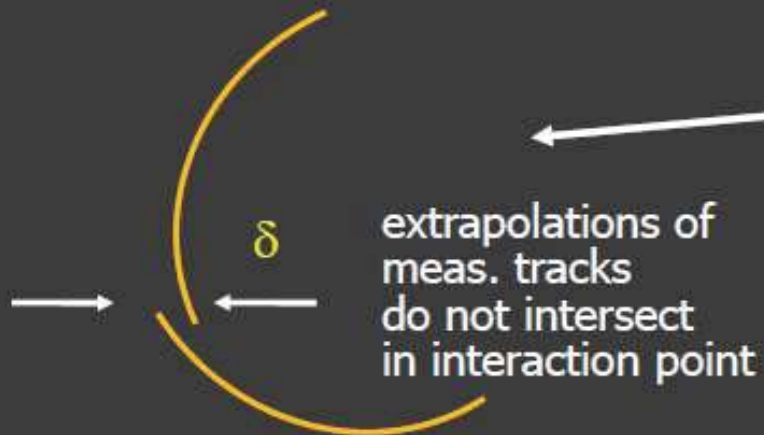 δ
extrapolations of
meas. tracks
do not intersect
in interaction point